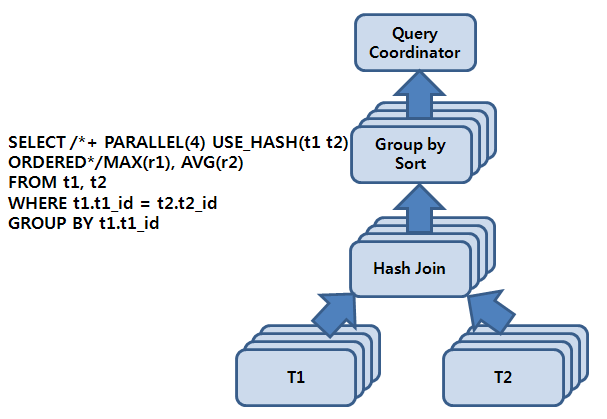 Query
Coordinator
SELECT /*+ PARALLEL(4) USE_HASH(t1 t2)
ORDERED*/MAX(r1), AVG(r2)
FROM t1, t2
WHERE t1.t1_id = t2.t2_id
GROUP BY t1.t1_id
Group by
Sort
Hash Join
T1
T2